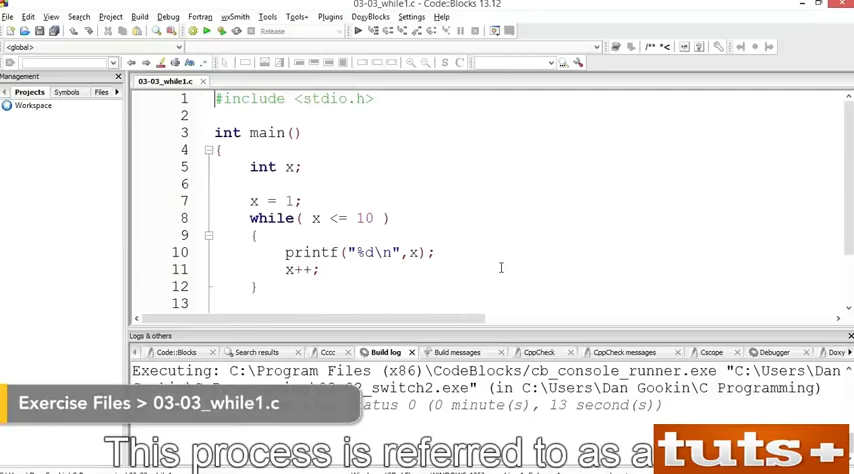 03-03_while1.c - Code::Blocks 13.12
File Edit View Search Project Build Debug Fortran wxSmith Tools Tools+ Plugins DoxyBlocks Settings Help
Release
<global>
/** *<
S C
Management
Projects Symbols Files
Workspace
03-03_while1.c
1 #include <stdio.h>
2
3 int main()
4 {
5 int x;
6
7 x = 1;
8 while( x <= 10 )
9 {
10 printf("%d\n",x);
11 x++;
12 }
13
Logs & others
Code::Blocks Search results Cccc Build log Build messages CppCheck CppCheck messages Cscope Debugger Doxy
Executing: C:\Program Files (x86)\CodeBlocks/cb_console_runner.exe "C:\Users\Dan
_switch2.exe" (in C:\Users\Dan Gookin\C Programming)
status 0 (0 minute(s), 13 second(s))
Exercise Files > 03-03_while1.c
This process is referred to as a
tuts+